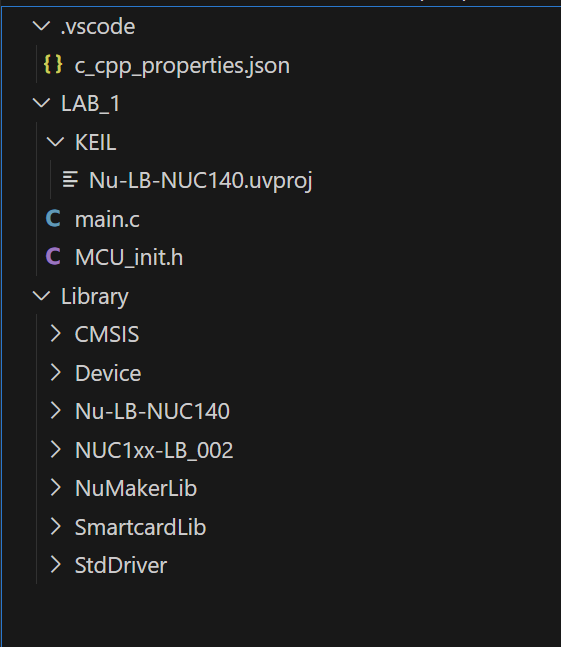 .vscode
{} c_cpp_properties.json
LAB_1
KEIL
Nu-LB-NUC140.uvproj
C main.c
C MCU_init.h
Library
CMSIS
Device
Nu-LB-NUC140
NUC1xx-LB_002
NuMakerLib
SmartcardLib
StdDriver